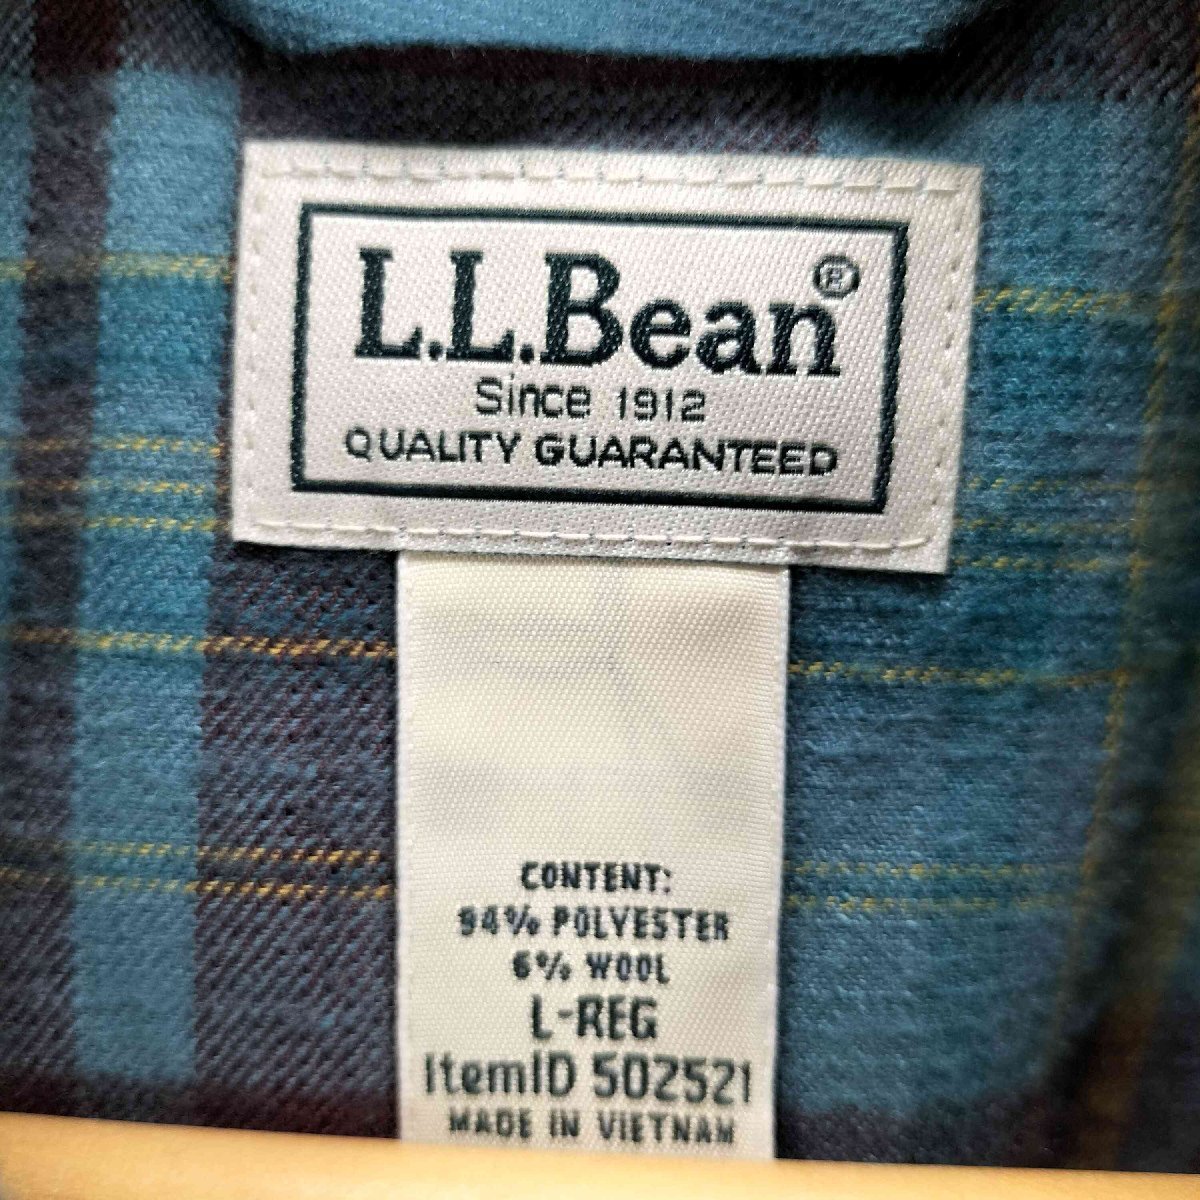 L.L.Bean®
Since 1912
QUALITY GUARANTEED
CONTENT:
94% POLYESTER
6% WOOL
L-REG
ItemID 502521
MADE IN VIETNAM